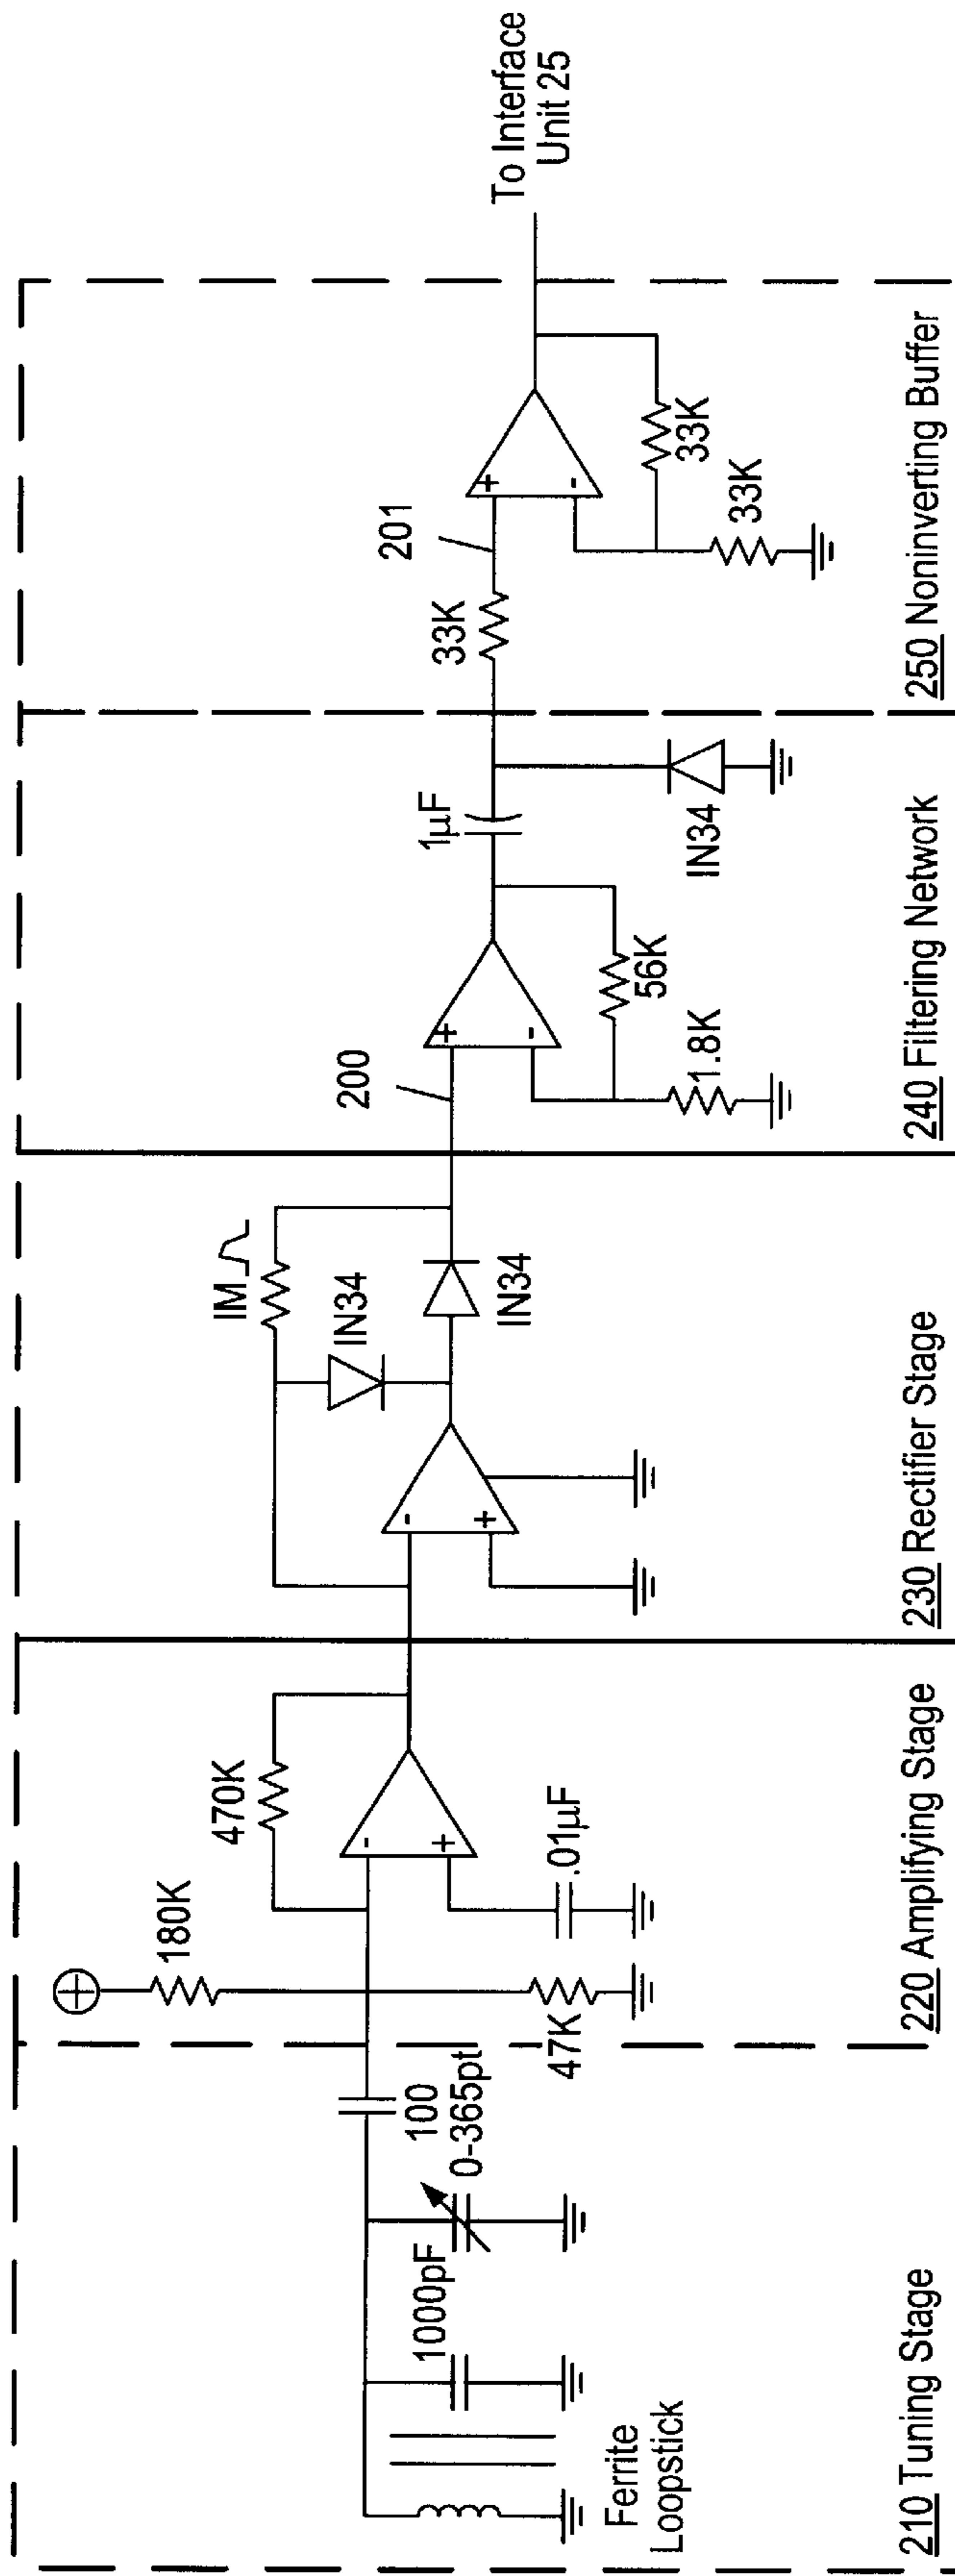 Ferrite
Loopstick
1000pF
0-365pt
100
210 Tuning Stage
180K
47K
470K
-
+
.01µF
220 Amplifying Stage
-
+
IM
IN34
IN34
230 Rectifier Stage
200
+
-
1.8K
56K
1µF
IN34
240 Filtering Network
33K
201
+
-
33K
33K
250 Noninverting Buffer
To Interface
Unit 25